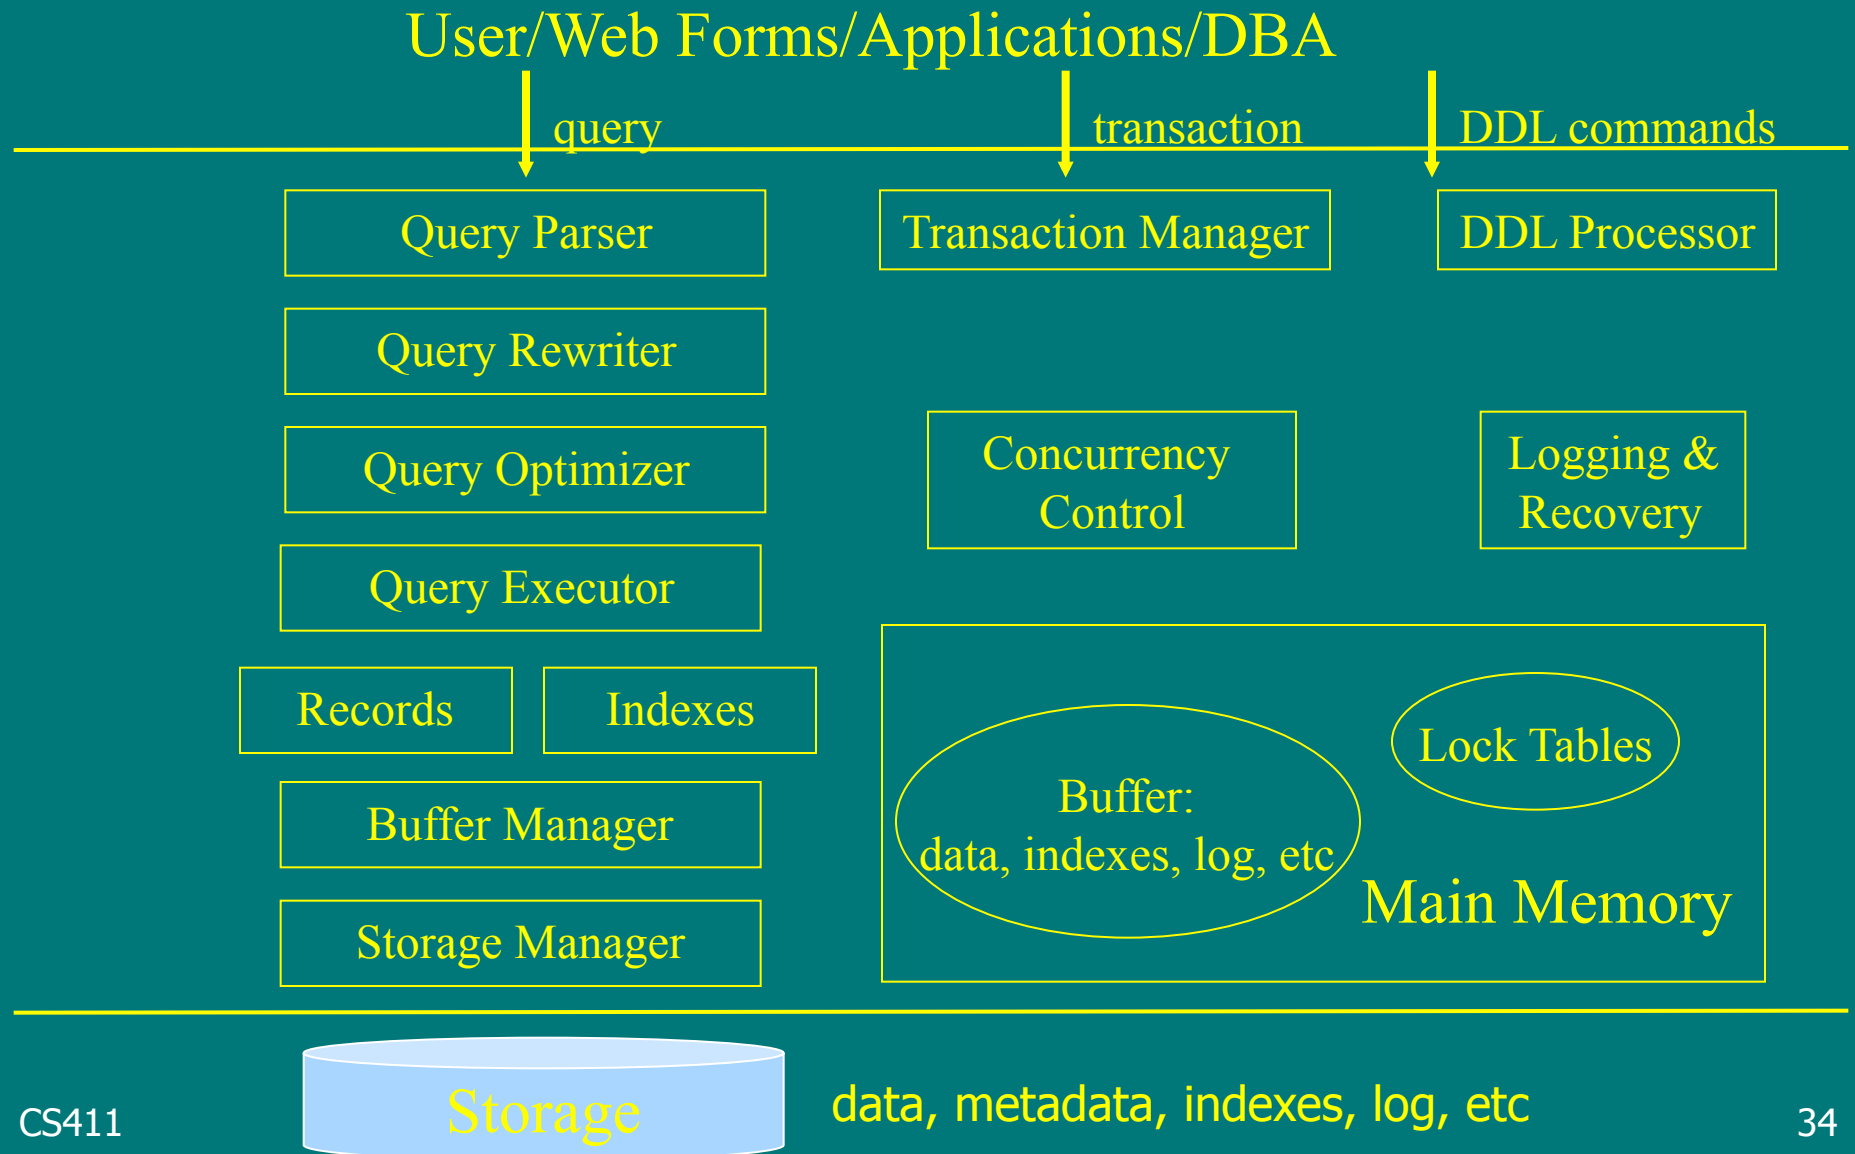 User/Web Forms/Applications/DBA
query
transaction
DDL commands
Query Parser
Transaction Manager
DDL Processor
Query Rewriter
Query Optimizer
Concurrency
Control
Logging &
Recovery
Query Executor
Records
Indexes
Buffer Manager
Storage Manager
Lock Tables
Buffer:
data, indexes, log, etc
Main Memory
Storage
data, metadata, indexes, log, etc
CS411
34